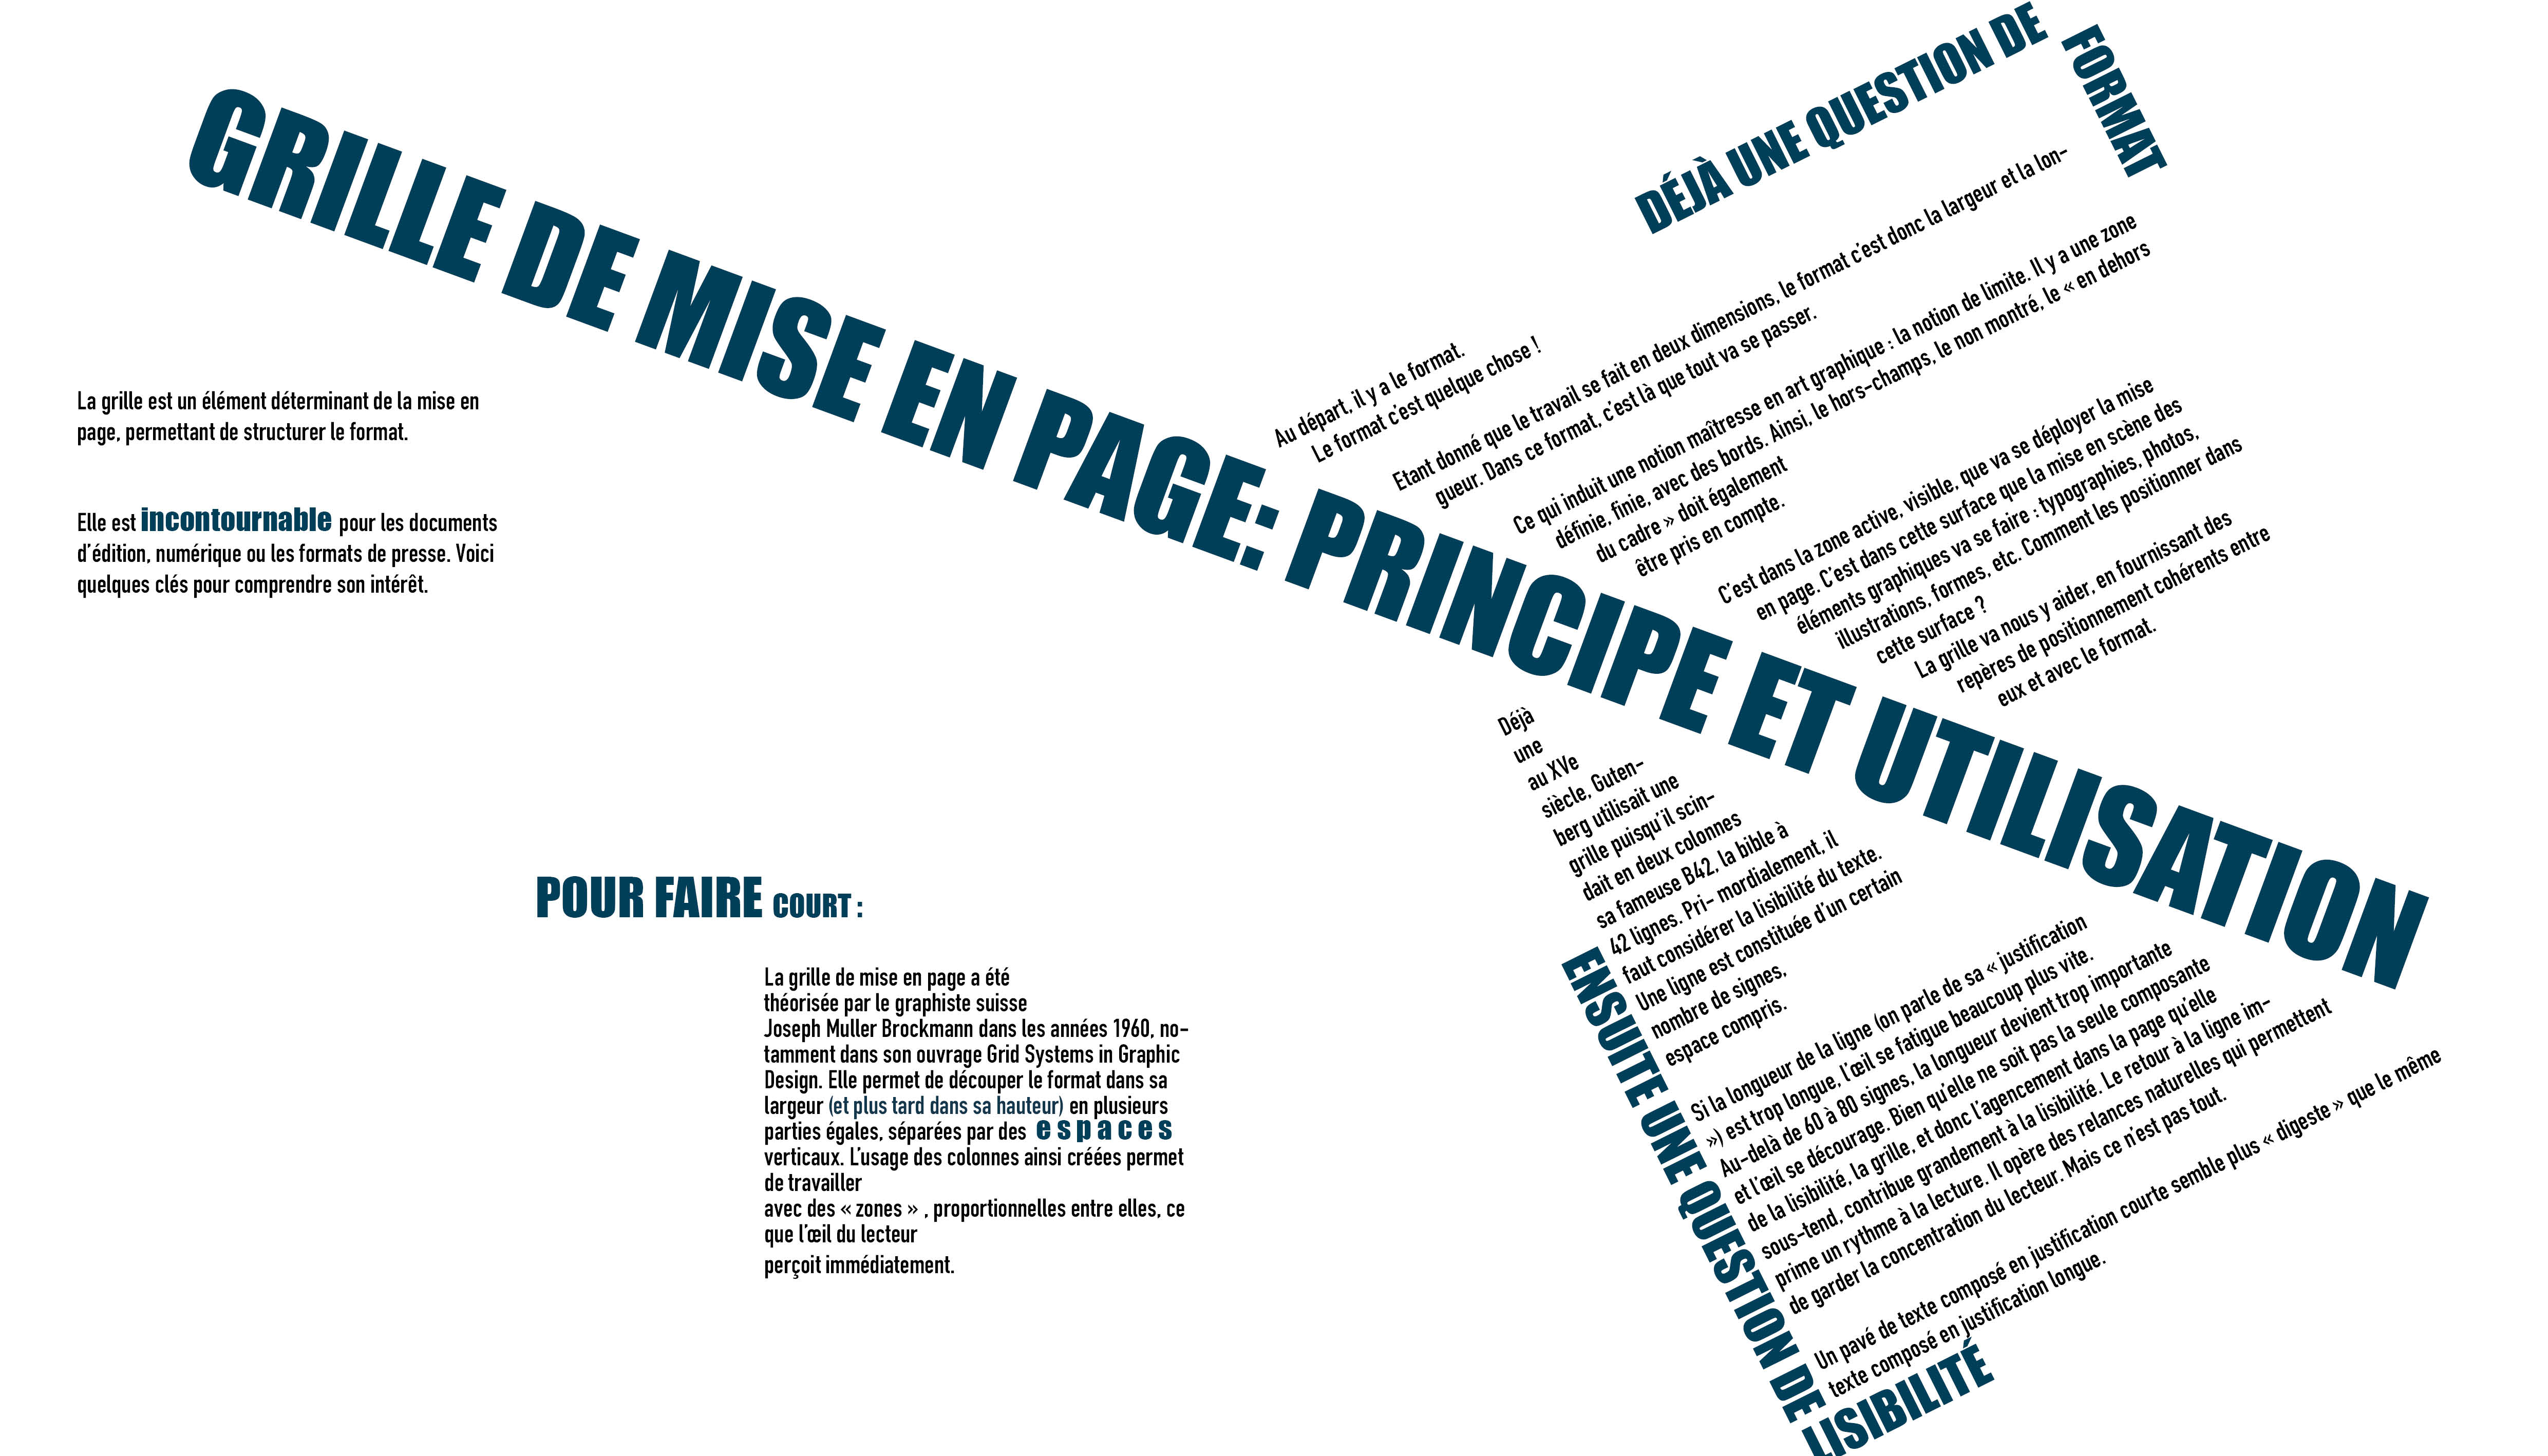 GRILLE DE MISE EN PAGE: PRINCIPE ET UTILISATION
La grille est un élément déterminant de la mise en
page, permettant de structurer le format.
Elle est incontournable pour les documents
d'édition, numérique ou les formats de presse. Voici
quelques clés pour comprendre son intérêt.
POUR FAIRE COURT :
La grille de mise en page a été
théorisée par le graphiste suisse
Joseph Muller Brockmann dans les années 1960, no-
tamment dans son ouvrage Grid Systems in Graphic
Design. Elle permet de découper le format dans sa
largeur (et plus tard dans sa hauteur) en plusieurs
parties égales, séparées par des espaces
verticaux. L'usage des colonnes ainsi créées permet
de travailler
avec des « zones » , proportionnelles entre elles, ce
que l'œil du lecteur
perçoit immédiatement.
DÉJÀ UNE QUESTION DE
FORMAT
Au départ, il y a le format.
Le format c'est quelque chose !
Etant donné que le travail se fait en deux dimensions, le format c'est donc la largeur et la lon-
gueur. Dans ce format, c'est là que tout va se passer.
Ce qui induit une notion maîtresse en art graphique : la notion de limite. Il y a une zone
définie, finie, avec des bords. Ainsi, le hors-champs, le non montré, le « en dehors
du cadre » doit également
être pris en compte.
C'est dans la zone active, visible, que va se déployer la mise
en page. C'est dans cette surface que la mise en scène des
éléments graphiques va se faire : typographies, photos,
illustrations, formes, etc. Comment les positionner dans
cette surface ?
La grille va nous y aider, en fournissant des
repères de positionnement cohérents entre
eux et avec le format.
ENSUITE UNE QUESTION DE
LISIBILITÉ
Déjà
une
au XVe
siècle, Guten-
berg utilisait une
grille puisqu'il scin-
dait en deux colonnes
sa fameuse B42, la bible à
42 lignes. Pri- mordialement, il
faut considérer la lisibilité du texte.
Une ligne est constituée d'un certain
nombre de signes,
espace compris.
Si la longueur de la ligne (on parle de sa « justification
») est trop longue, l'œil se fatigue beaucoup plus vite.
Au-delà de 60 à 80 signes, la longueur devient trop importante
et l'œil se décourage. Bien qu'elle ne soit pas la seule composante
de la lisibilité, la grille, et donc l'agencement dans la page qu'elle
sous-tend, contribue grandement à la lisibilité. Le retour à la ligne im-
prime un rythme à la lecture. Il opère des relances naturelles qui permettent
de garder la concentration du lecteur. Mais ce n'est pas tout.
Un pavé de texte composé en justification courte semble plus « digeste » que le même
texte composé en justification longue.